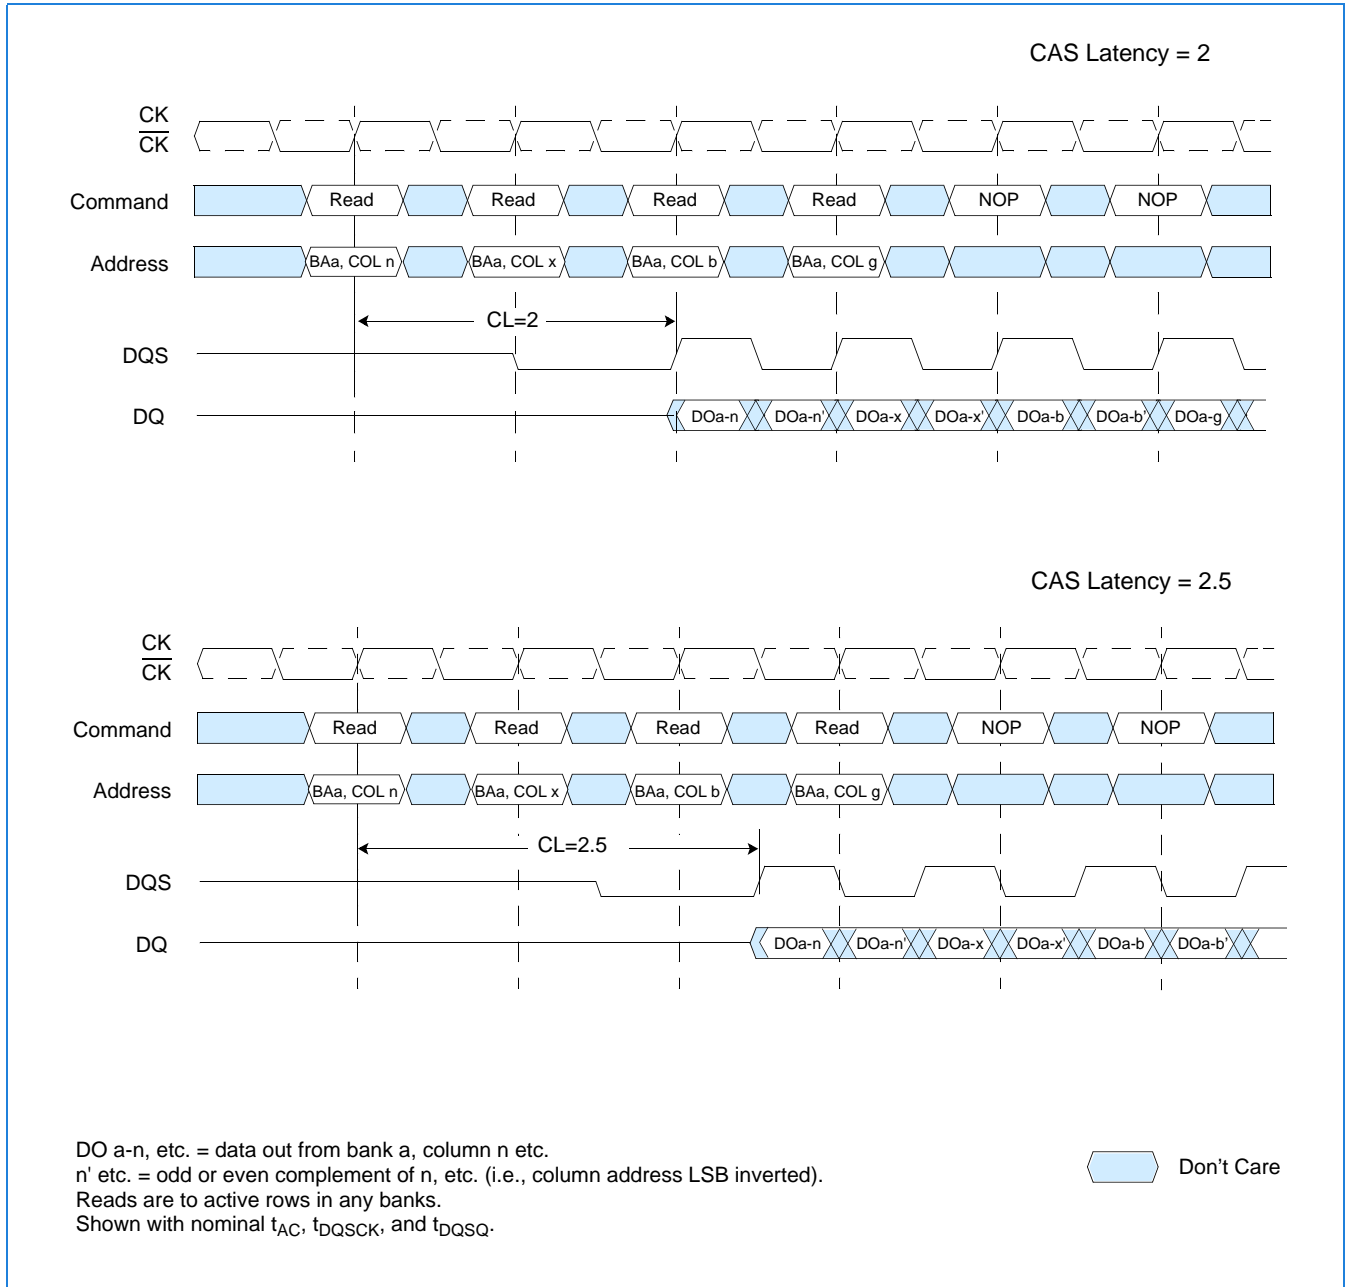 CAS Latency = 2
CK
CK
Command Read Read Read Read NOP NOP
Address BAa, COL n BAa, COL x BAa, COL b BAa, COL g
CL=2
DQS
DQ DOa-n DOa-n' DOa-x DOa-x' DOa-b DOa-b' DOa-g
CAS Latency = 2.5
CK
CK
Command Read Read Read Read NOP NOP
Address BAa, COL n BAa, COL x BAa, COL b BAa, COL g
CL=2.5
DQS
DQ DOa-n DOa-n' DOa-x DOa-x' DOa-b DOa-b'
DO a-n, etc. = data out from bank a, column n etc.
n' etc. = odd or even complement of n, etc. (i.e., column address LSB inverted).
Reads are to active rows in any banks.
Shown with nominal tAC, tDQSCK, and tDQSQ.
Don't Care